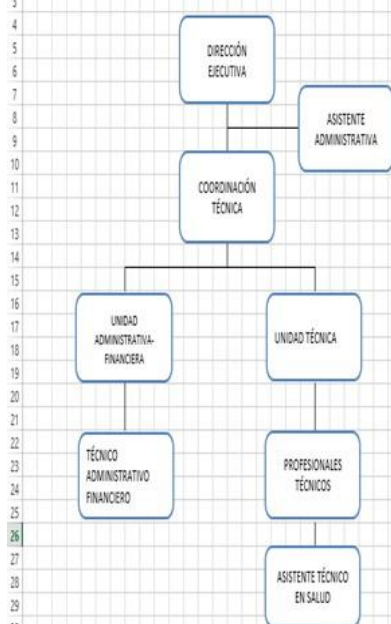 3
4
5
6
7
8
9
10
11
12
13
14
15
16
17
18
19
20
21
22
23
24
25
26
27
28
29
DIRECCIÓN
EJECUTIVA
ASISTENTE
ADMINISTRATIVA
COORDINACIÓN
TÉCNICA
UNIDAD
ADMINISTRATIVA-
FINANCIERA
UNIDAD TÉCNICA
TÉCNICO
ADMINISTRATIVO
FINANCIERO
PROFESIONALES
TÉCNICOS
ASISTENTE TÉCNICO
EN SALUD